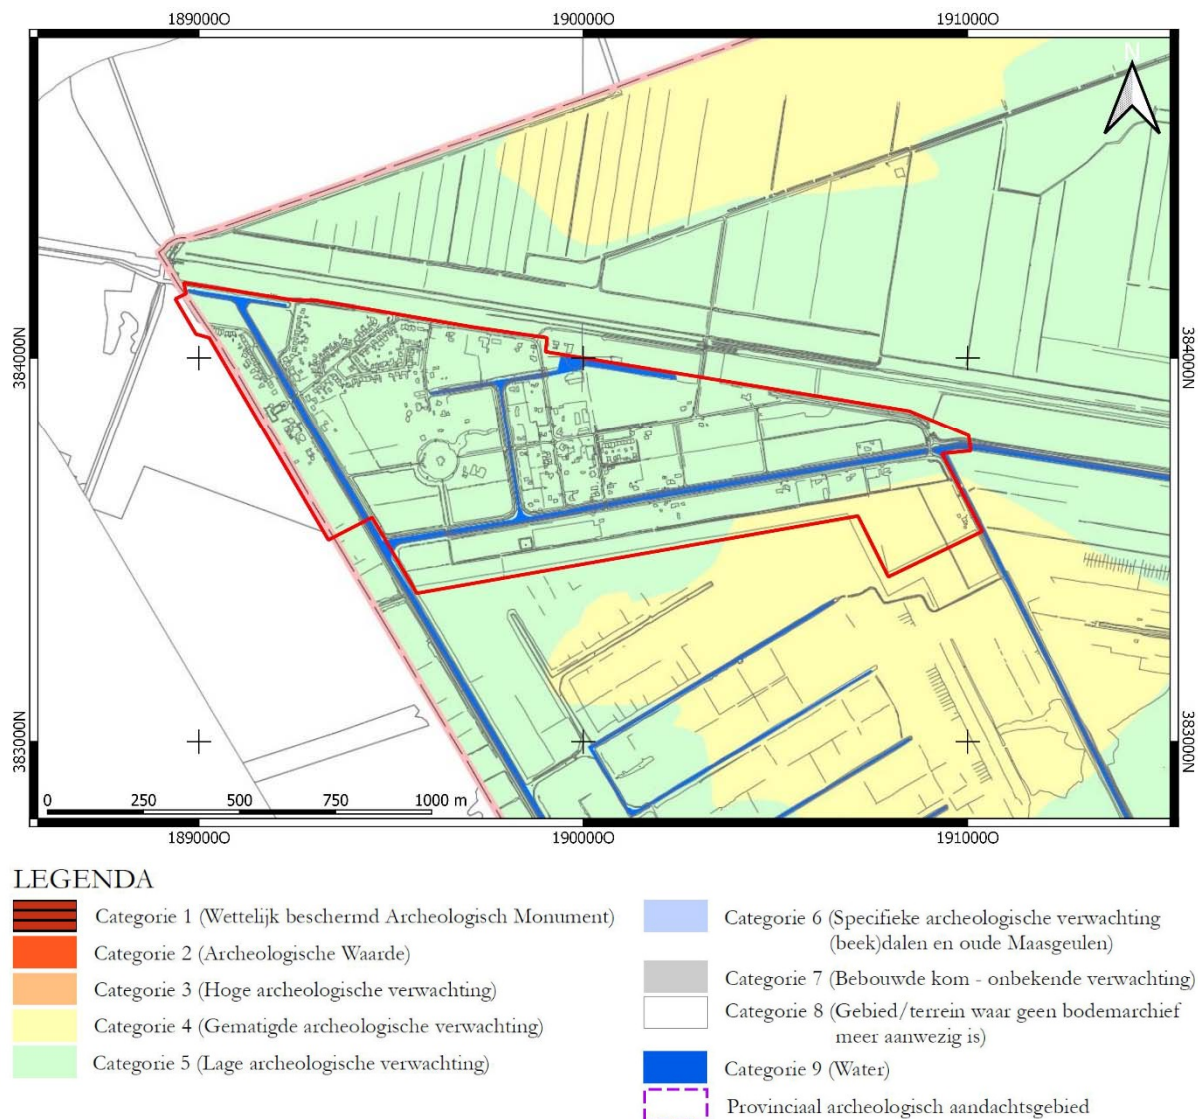 189000O 190000O 191000O
N
384000N 384000N
383000N 383000N
0 250 500 750 1000 m
189000O 190000O 191000O
LEGENDA
Categorie 1 (Wettelijk beschermd Archeologisch Monument)
Categorie 2 (Archeologische Waarde)
Categorie 3 (Hoge archeologische verwachting)
Categorie 4 (Gematigde archeologische verwachting)
Categorie 5 (Lage archeologische verwachting)
Categorie 6 (Specifieke archeologische verwachting
(beek)dalen en oude Maasgeulen)
Categorie 7 (Bebouwde kom - onbekende verwachting)
Categorie 8 (Gebied/terrein waar geen bodemarchief
meer aanwezig is)
Categorie 9 (Water)
Provinciaal archeologisch aandachtsgebied